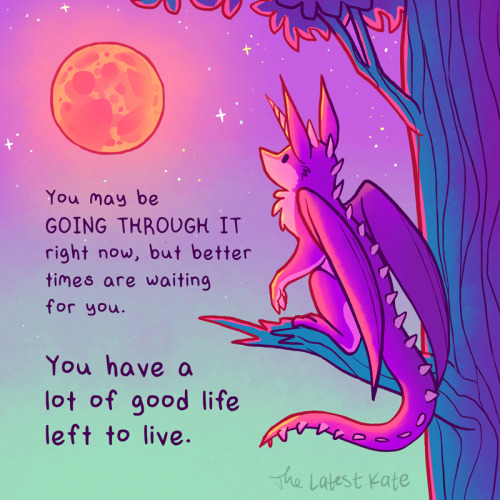 You may be
GOING THROUGH IT
right now, but better
times are waiting
for you.
You have a
lot of good life
left to live.
The Latest Kate